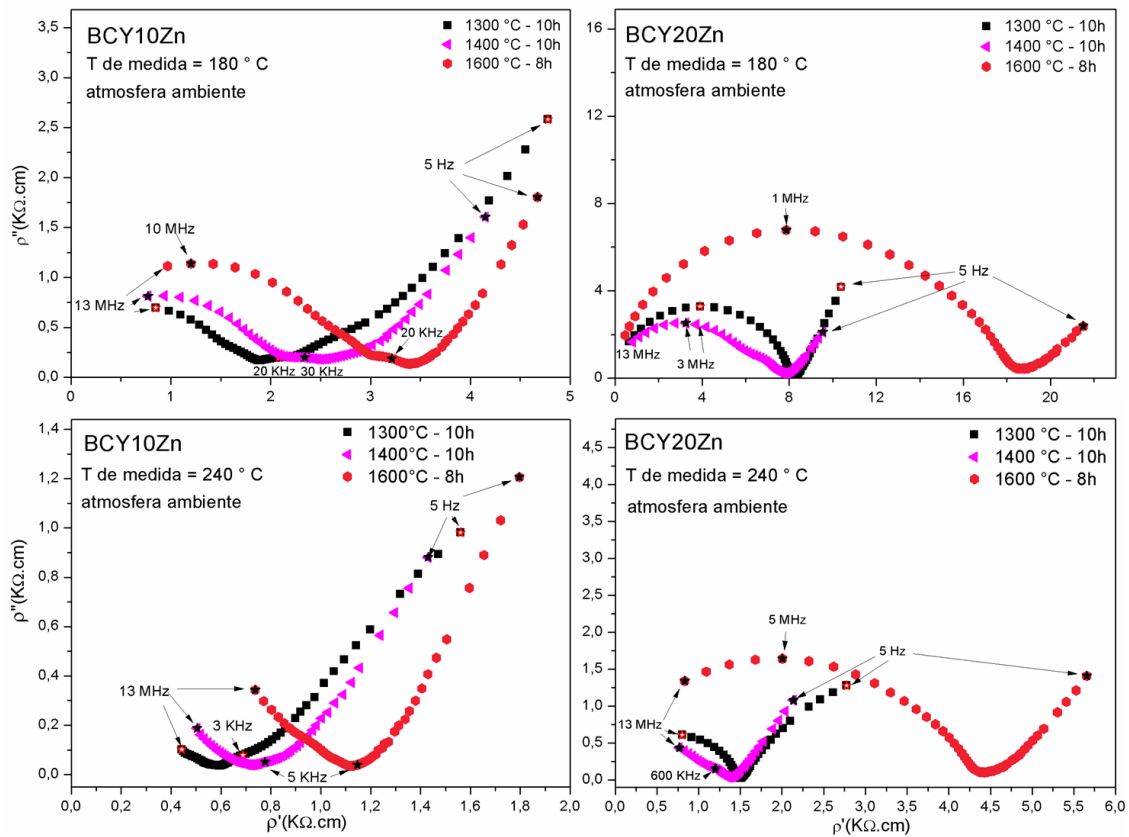 BCY10Zn
T de medida = 180 ° C
atmosfera ambiente
1300 °C - 10h
1400 °C - 10h
1600 °C - 8h
5 Hz
10 MHz
13 MHz
20 KHz
20 KHz
30 KHz
ρ''(KΩ.cm)
3,5
3,0
2,5
2,0
1,5
1,0
0,5
0,0
0
1
2
3
4
5
BCY20Zn
T de medida = 180 ° C
atmosfera ambiente
1300 °C - 10h
1400 °C - 10h
1600 °C - 8h
1 MHz
5 Hz
13 MHz
3 MHz
16
12
8
4
0
0
4
8
12
16
20
BCY10Zn
T de medida = 240 ° C
atmosfera ambiente
1300°C - 10h
1400°C - 10h
1600°C - 8h
5 Hz
13 MHz
3 KHz
5 KHz
ρ''(KΩ.cm)
1,4
1,2
1,0
0,8
0,6
0,4
0,2
0,0
0,0
0,2
0,4
0,6
0,8
1,0
1,2
1,4
1,6
1,8
2,0
ρ'(KΩ.cm)
BCY20Zn
T de medida = 240 ° C
atmosfera ambiente
1300 °C - 10h
1400 °C - 10h
1600 °C - 8h
5 MHz
5 Hz
13 MHz
600 KHz
4,5
4,0
3,5
3,0
2,5
2,0
1,5
1,0
0,5
0,0
0,0
0,5
1,0
1,5
2,0
2,5
3,0
3,5
4,0
4,5
5,0
5,5
6,0
ρ'(KΩ.cm)